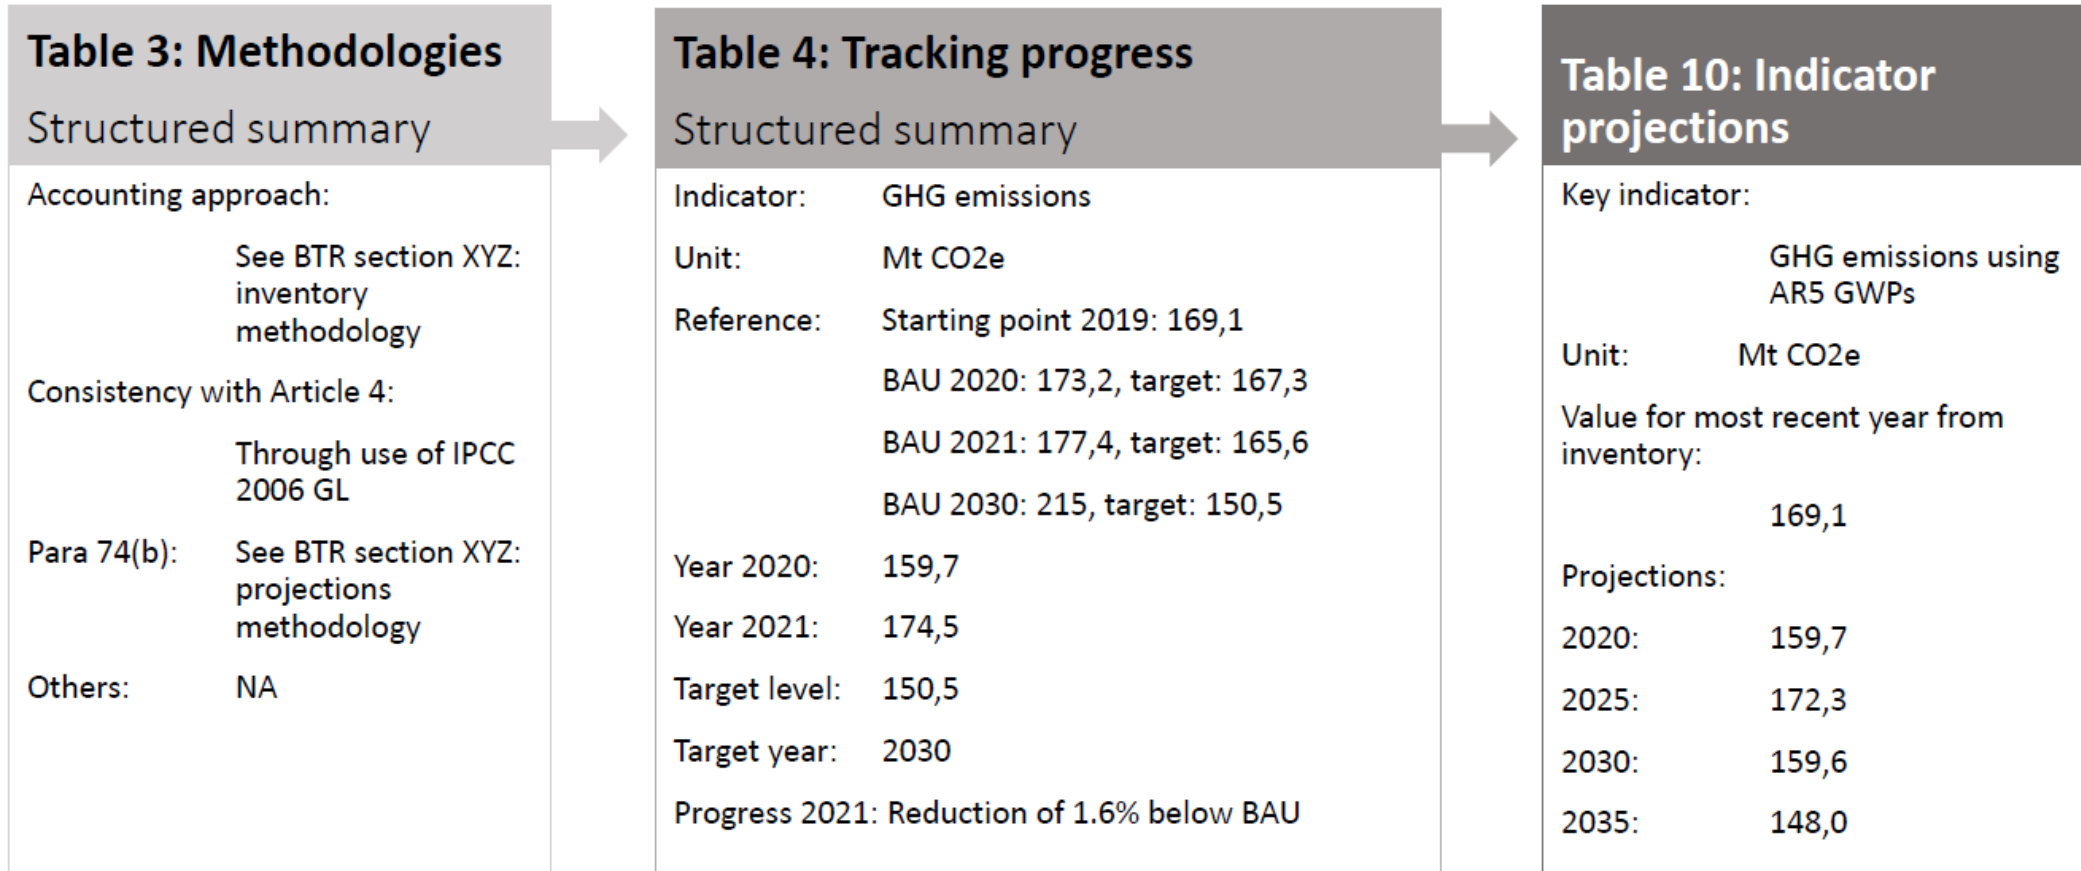 Table 3: Methodologies
Structured summary
Accounting approach:
See BTR section XYZ:
inventory
methodology
Consistency with Article 4:
Through use of IPCC
2006 GL
Para 74(b): See BTR section XYZ:
projections
methodology
Others: NA
Table 4: Tracking progress
Structured summary
Indicator: GHG emissions
Unit: Mt CO2e
Reference: Starting point 2019: 169,1
BAU 2020: 173,2, target: 167,3
BAU 2021: 177,4, target: 165,6
BAU 2030: 215, target: 150,5
Year 2020: 159,7
Year 2021: 174,5
Target level: 150,5
Target year: 2030
Progress 2021: Reduction of 1.6% below BAU
Table 10: Indicator
projections
Key indicator:
GHG emissions using
AR5 GWPs
Unit: Mt CO2e
Value for most recent year from
inventory:
169,1
Projections:
2020: 159,7
2025: 172,3
2030: 159,6
2035: 148,0